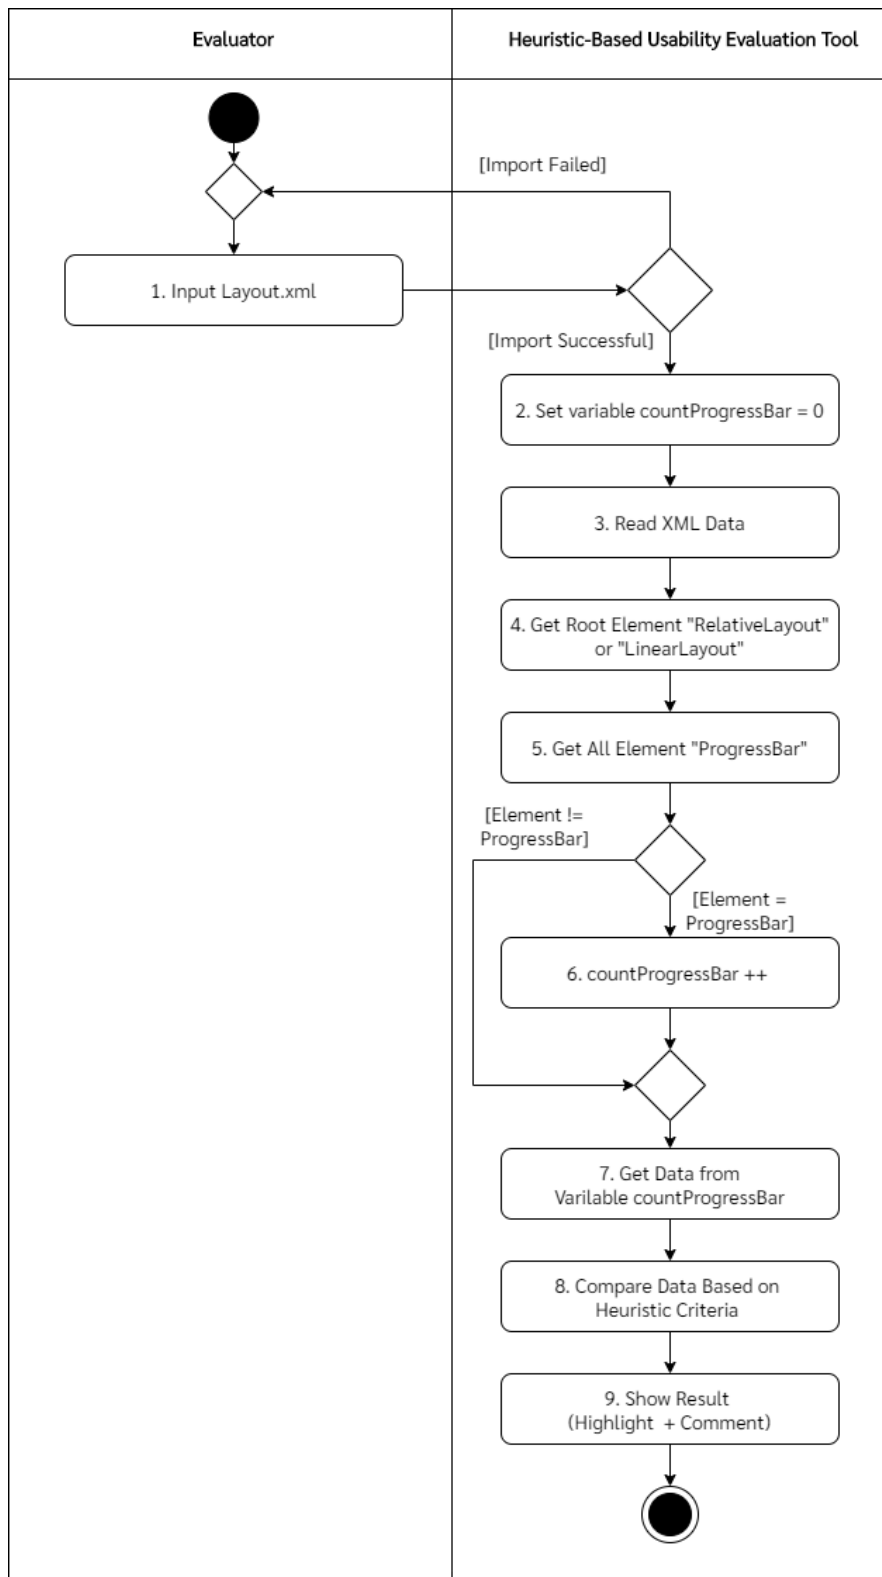 Evaluator
Heuristic-Based Usability Evaluation Tool
[Import Failed]
1. Input Layout.xml
[Import Successful]
2. Set variable countProgressBar = 0
3. Read XML Data
4. Get Root Element "RelativeLayout"
or "LinearLayout"
5. Get All Element "ProgressBar"
[Element !=
ProgressBar]
[Element =
ProgressBar]
6. countProgressBar ++
7. Get Data from
Varilable countProgressBar
8. Compare Data Based on
Heuristic Criteria
9. Show Result
(Highlight + Comment)